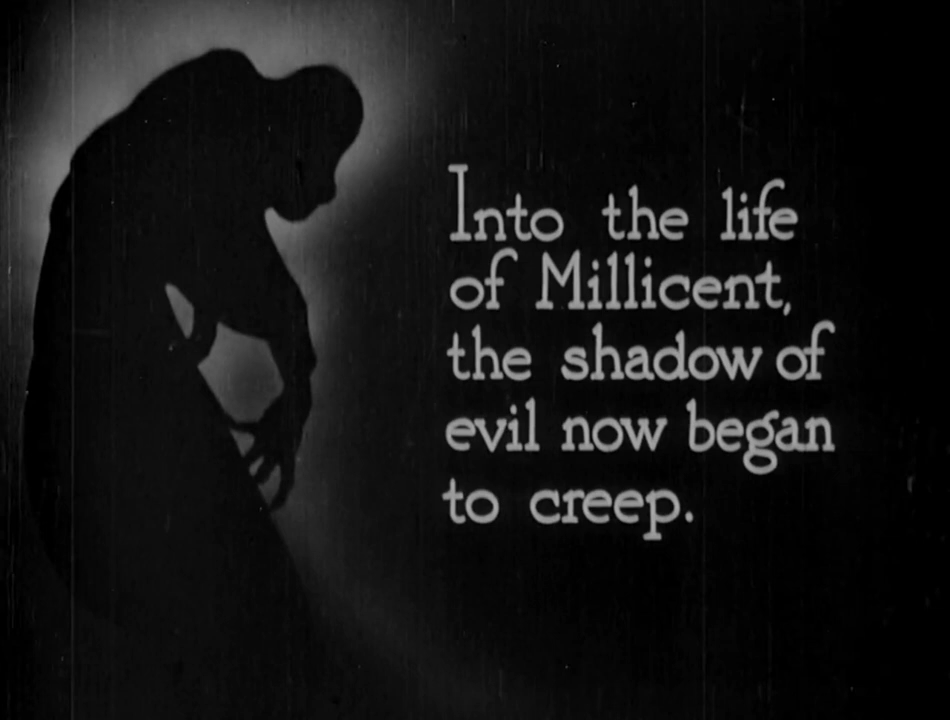 Into the life
of Millicent,
the shadow of
evil now began
to creep.